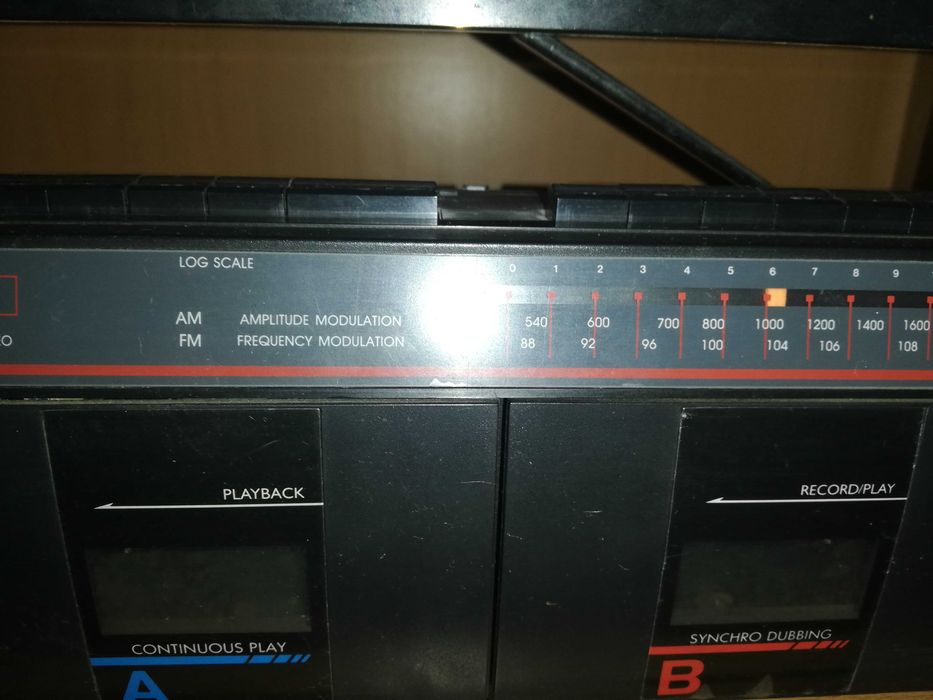 LOG SCALE 0 1 2 3 4 5 6 7 8 9
AM AMPLITUDE MODULATION 540 600 700 800 1000 1200 1400 1600
EO FM FREQUENCY MODULATION 88 92 96 100 104 106 108
PLAYBACK
CONTINUOUS PLAY
A
RECORD/PLAY
SYNCHRO DUBBING
B